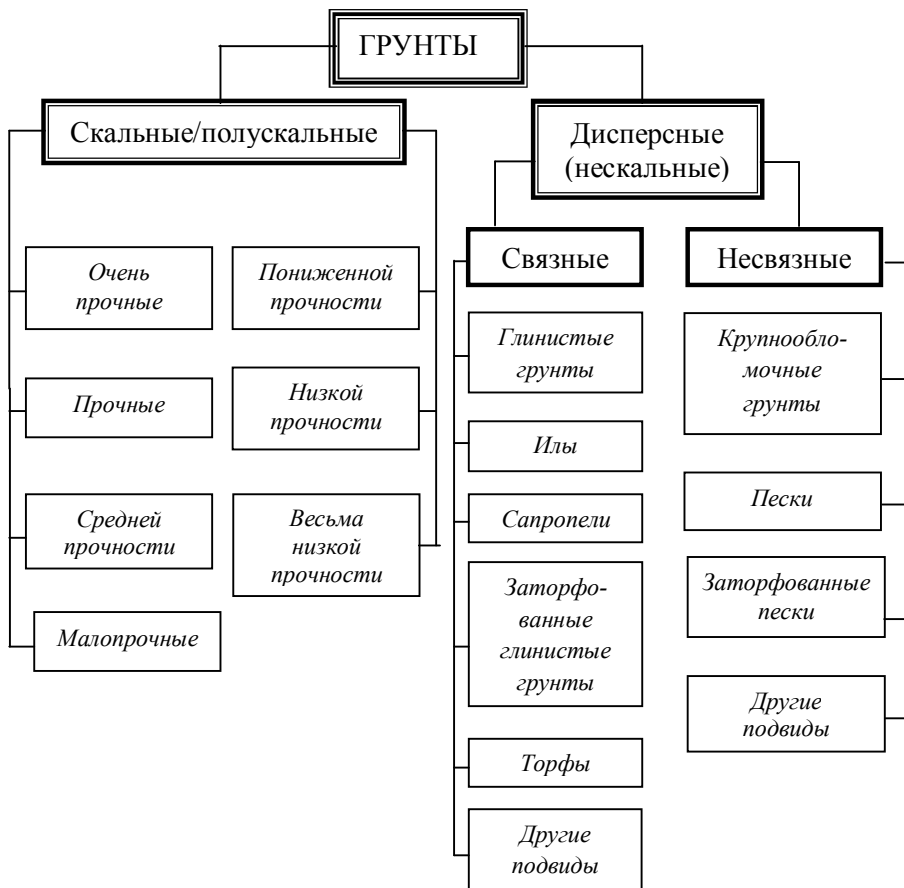 ГРУНТЫ
Скальные/полускальные
Дисперсные
(нескальные)
Связные
Несвязные
Очень
прочные
Прочные
Средней
прочности
Малопрочные
Пониженной
прочности
Низкой
прочности
Весьма
низкой
прочности
Глинистые
грунты
Илы
Сапропели
Заторфо-
ванные
глинистые
грунты
Торфы
Другие
подвиды
Крупнообло-
мочные
грунты
Пески
Заторфованные
пески
Другие
подвиды